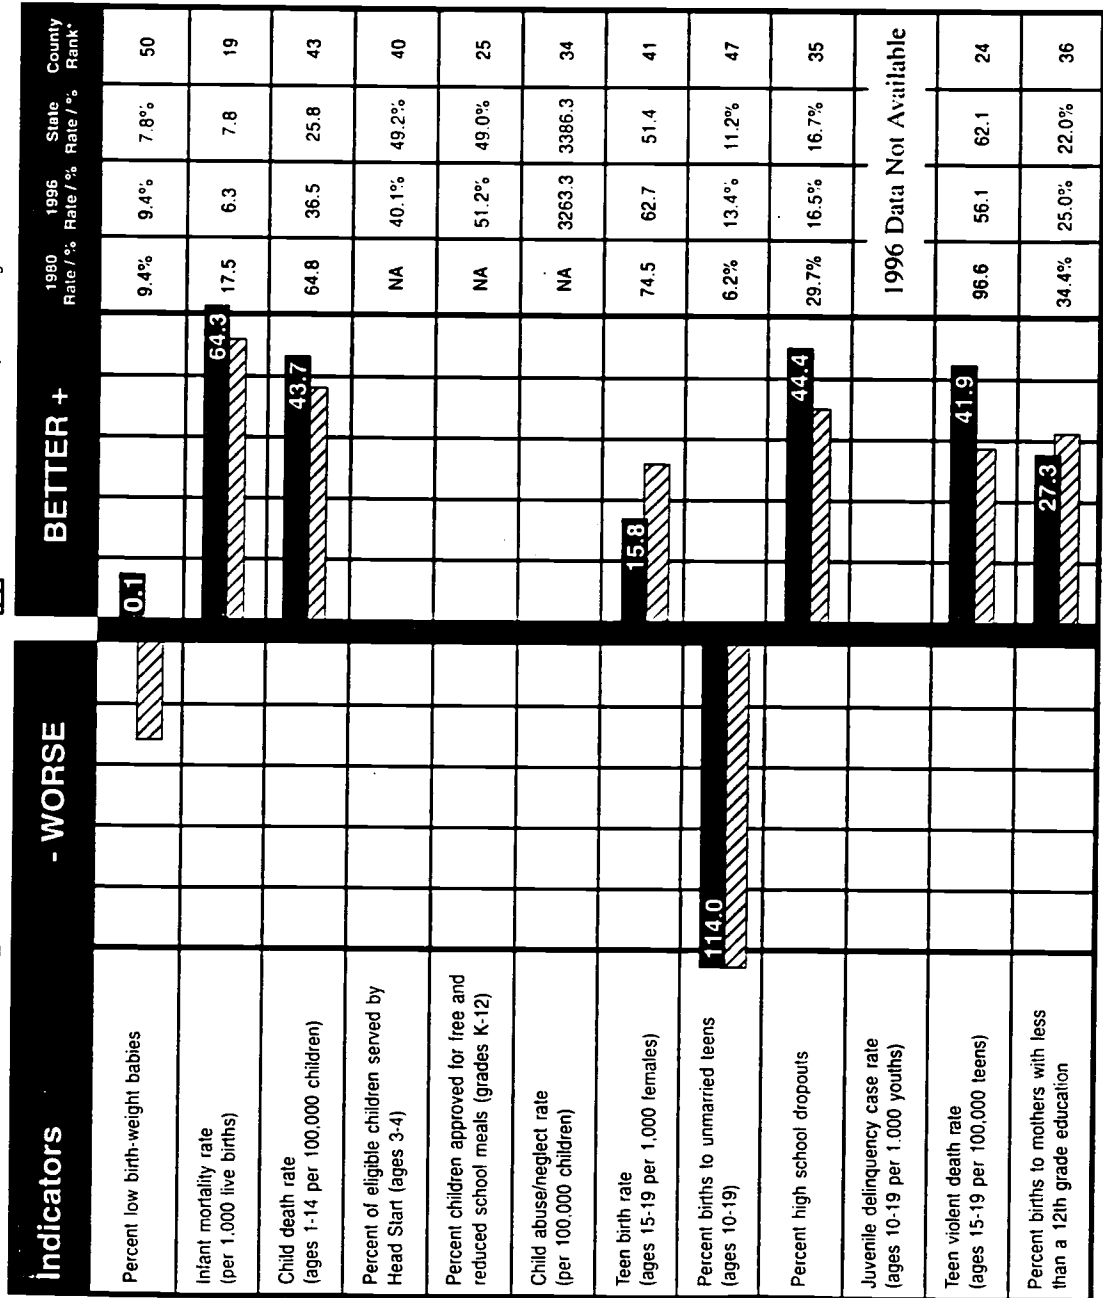 Indicators - WORSE BETTER + 1980 Rate / % 1996 Rate / % State Rate / % County Rank*
Percent low birth-weight babies 0.1 9.4% 9.4% 7.8% 50
Infant mortality rate
(per 1,000 live births) 64.3 17.5 6.3 7.8 19
Child death rate
(ages 1-14 per 100,000 children) 43.7 64.8 36.5 25.8 43
Percent of eligible children served by
Head Start (ages 3-4) NA 40.1% 49.2% 40
Percent children approved for free and
reduced school meals (grades K-12) NA 51.2% 49.0% 25
Child abuse/neglect rate
(per 100,000 children) NA 3263.3 3386.3 34
Teen birth rate
(ages 15-19 per 1,000 females) 15.8 74.5 62.7 51.4 41
Percent births to unmarried teens
(ages 10-19) 114.0 6.2% 13.4% 11.2% 47
Percent high school dropouts 44.4 29.7% 16.5% 16.7% 35
Juvenile delinquency case rate
(ages 10-19 per 1,000 youths) 1996 Data Not Available
Teen violent death rate
(ages 15-19 per 100,000 teens) 41.9 96.6 56.1 62.1 24
Percent births to mothers with less
than a 12th grade education 27.3 34.4% 25.0% 22.0% 36